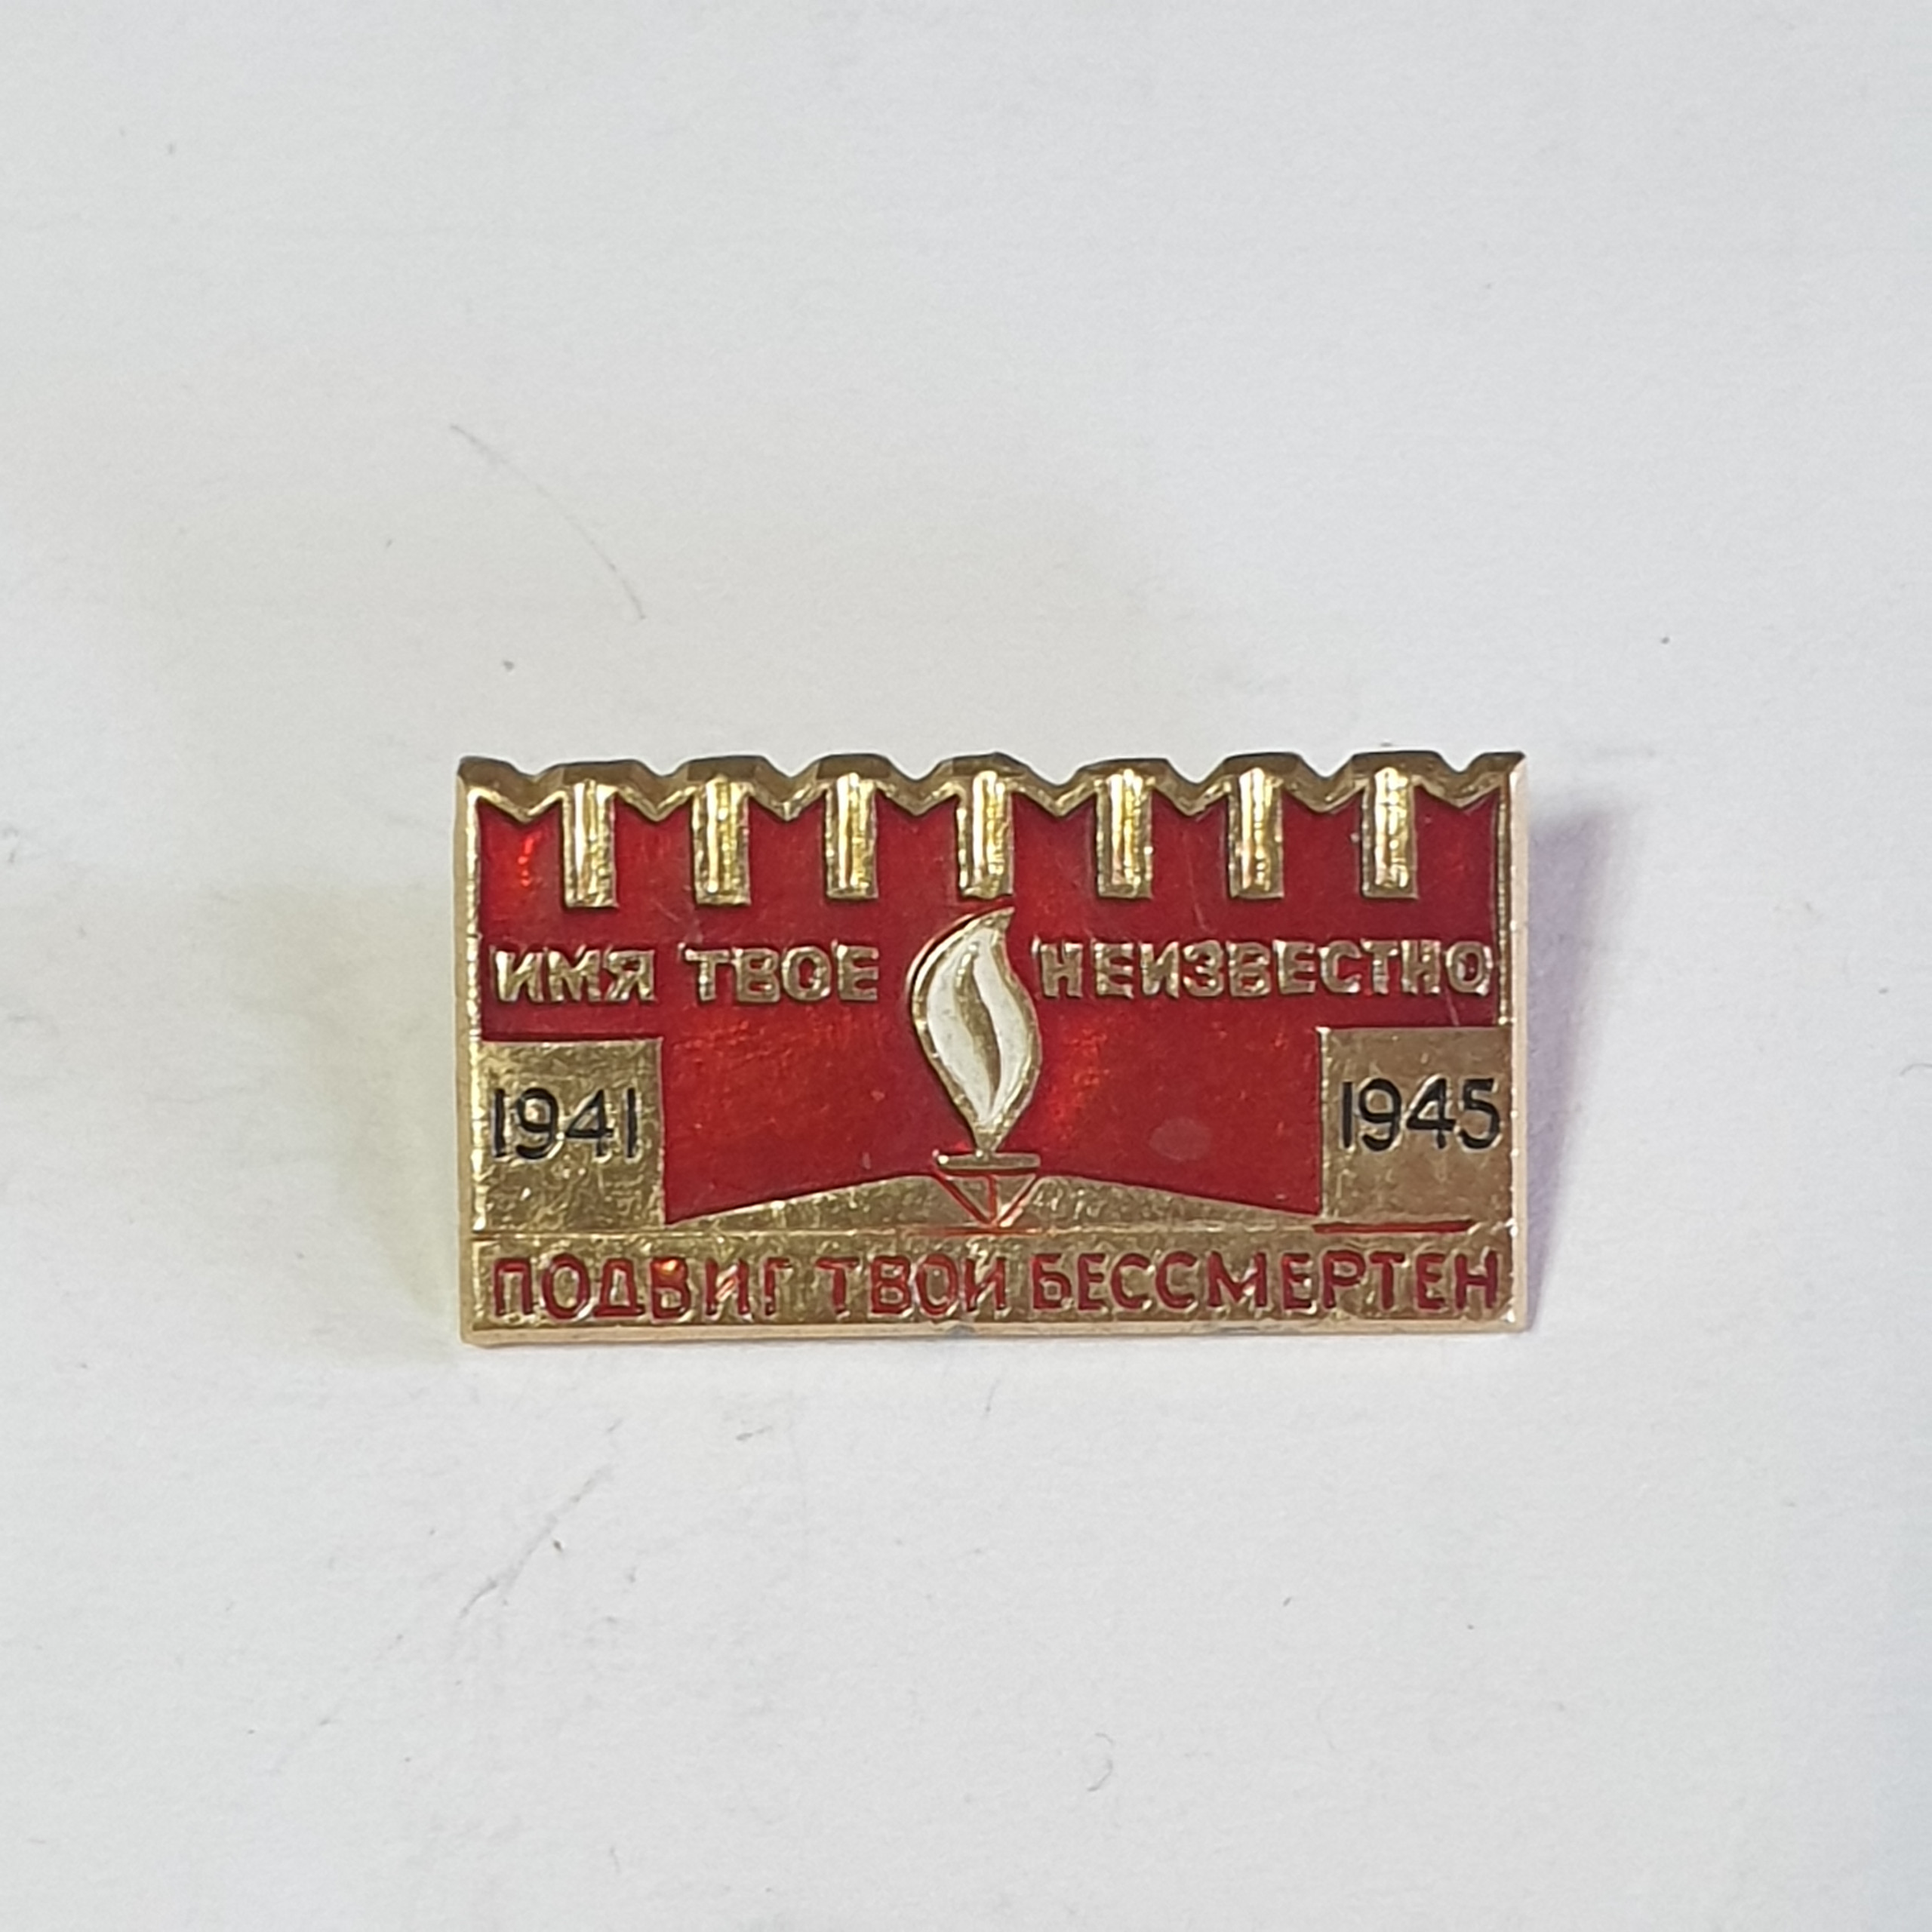 ИМЯ ТВОЕ НЕИЗВЕСТНО
1941 1945
ПОДВИГ ТВОЙ БЕССМЕРТЕН